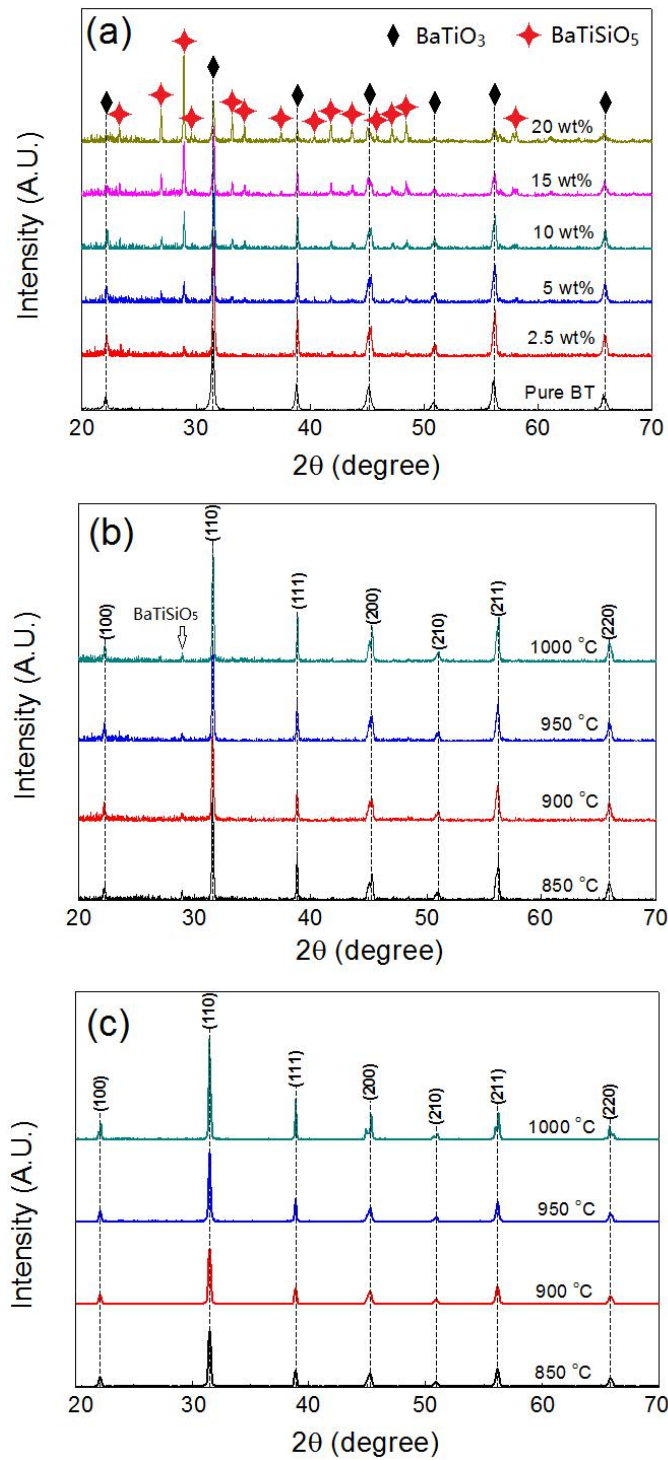 (a)
BaTiO₃ BaTiSiO₅
20 wt%
15 wt%
10 wt%
5 wt%
2.5 wt%
Pure BT
Intensity (A.U.)
20 30 40 50 60 70
2θ (degree)
(b)
(100)
BaTiSiO₅
(110)
(111)
(200)
(210)
(211)
(220)
1000 °C
950 °C
900 °C
850 °C
Intensity (A.U.)
20 30 40 50 60 70
2θ (degree)
(c)
(100)
(110)
(111)
(200)
(210)
(211)
(220)
1000 °C
950 °C
900 °C
850 °C
Intensity (A.U.)
20 30 40 50 60 70
2θ (degree)